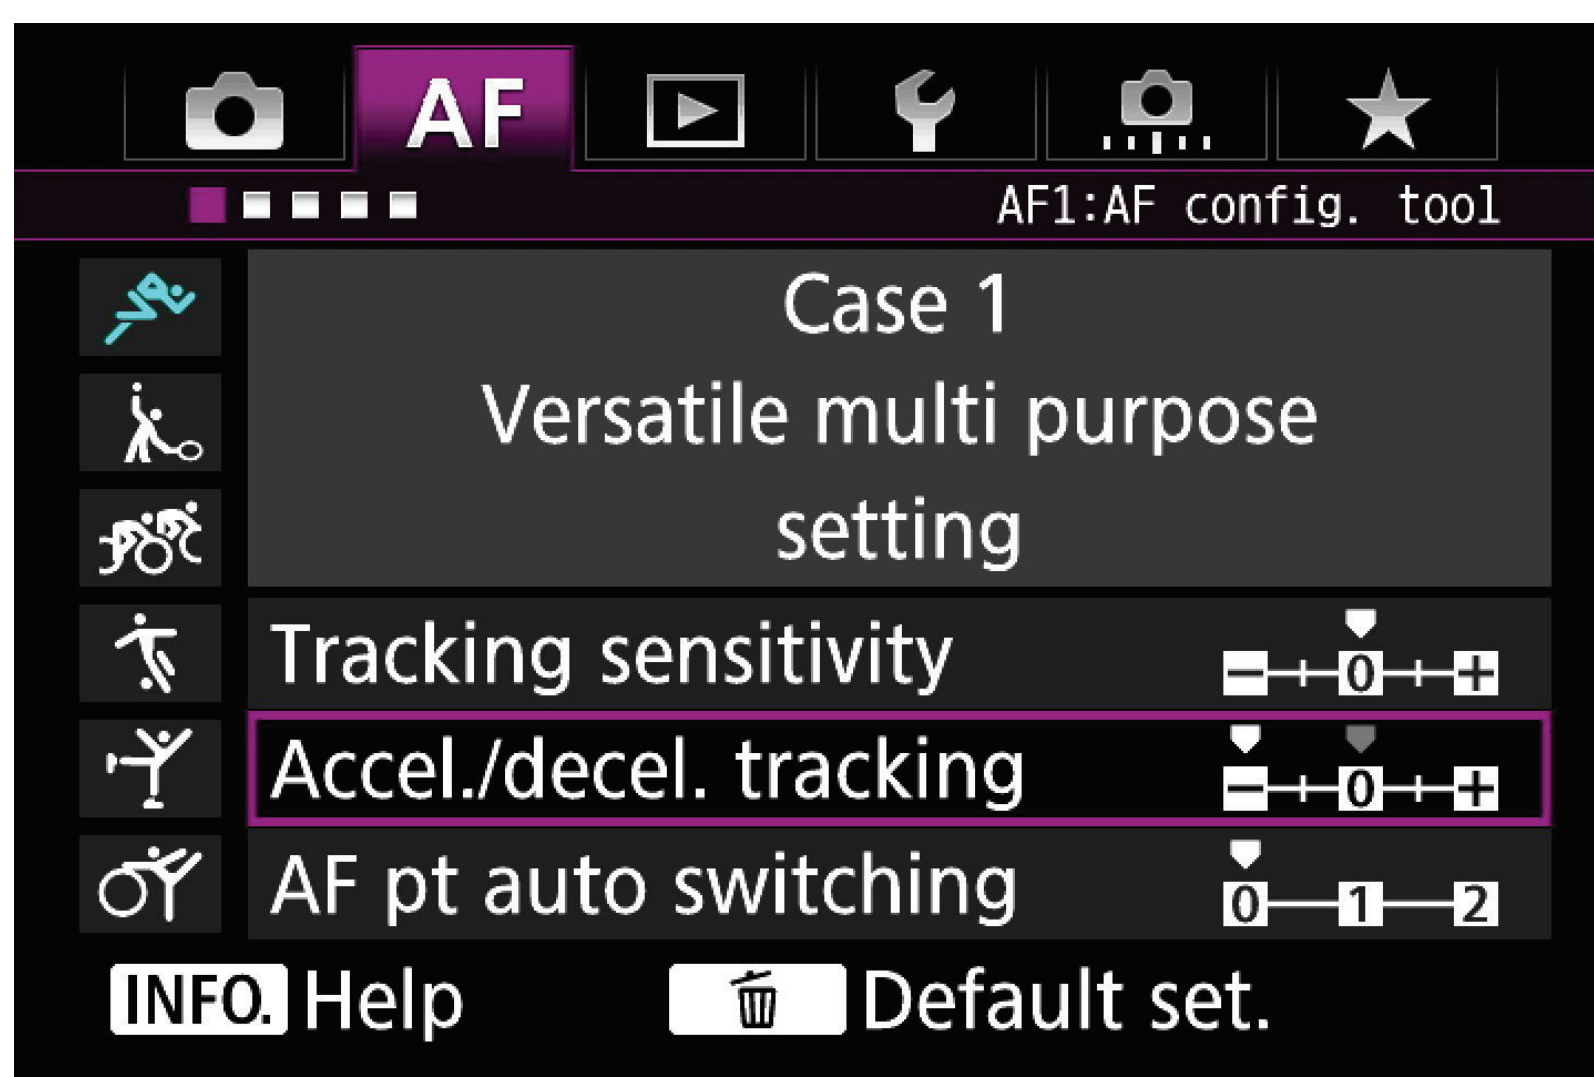 AF
AF1:AF config. tool
Case 1
Versatile multi purpose
setting
Tracking sensitivity
0
Accel./decel. tracking
0
AF pt auto switching
0 1 2
INFO. Help Default set.